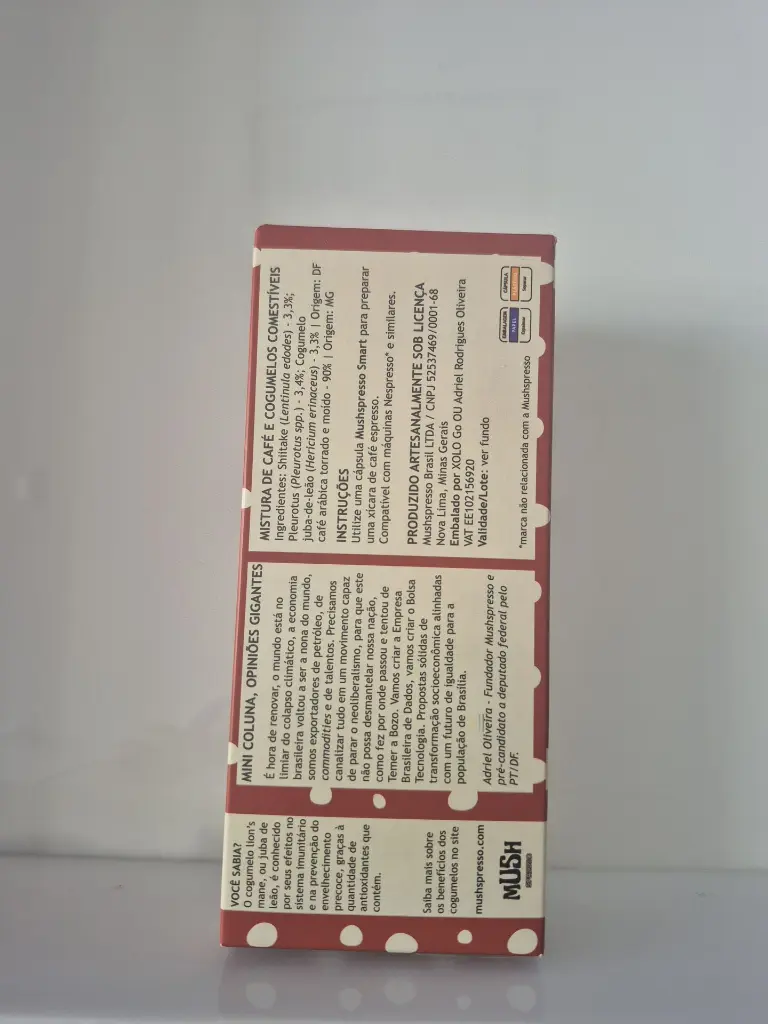 VOCÊ SABIA?
O cogumelo lion's
mane, ou juba de
leão, é conhecido
por seus efeitos no
sistema imunitário
e na prevenção do
envelhecimento
precoce, graças à
quantidade de
antioxidantes que
contém.
Saiba mais sobre
os benefícios dos
cogumelos no site
mushspresso.com
MUSH
MINI COLUNA, OPINIÕES GIGANTES
É hora de renovar, o mundo está no
limiar do colapso climático, a economia
brasileira voltou a ser a nona do mundo,
somos exportadores de petróleo, de
commodities e de talentos. Precisamos
canalizar tudo em um movimento capaz
de parar o neoliberalismo, para que este
não possa desmantelar nossa nação,
como fez por onde passou e tentou de
Temer a Bozo. Vamos criar a Empresa
Brasileira de Dados, vamos criar o Bolsa
Tecnologia. Propostas sólidas de
transformação socioeconômica alinhadas
com um futuro de igualdade para a
população de Brasília.
Adriel Oliveira - Fundador Mushspresso e
pré-candidato a deputado federal pelo
PT/DF.
MISTURA DE CAFÉ E COGUMELOS COMESTÍVEIS
Ingredientes: Shiitake (Lentinula edodes) - 3,3%;
Pleurotus (Pleurotus spp.) - 3,4%; Cogumelo
juba-de-leão (Hericium erinaceus) - 3,3% | Origem: DF
café arábica torrado e moído - 90% | Origem: MG
INSTRUÇÕES
Utilize uma cápsula Mushspresso Smart para preparar
uma xícara de café espresso.
Compatível com máquinas Nespresso* e similares.
PRODUZIDO ARTESANALMENTE SOB LICENÇA
Mushspresso Brasil LTDA / CNPJ 52537469/0001-68
Nova Lima, Minas Gerais
Embalado por XOLO Go OU Adriel Rodrigues Oliveira
VAT EE102156920
Validade/Lote: ver fundo
*marca não relacionada com a Mushspresso
EMBALAGEM
PAPEL
CÁPSULA